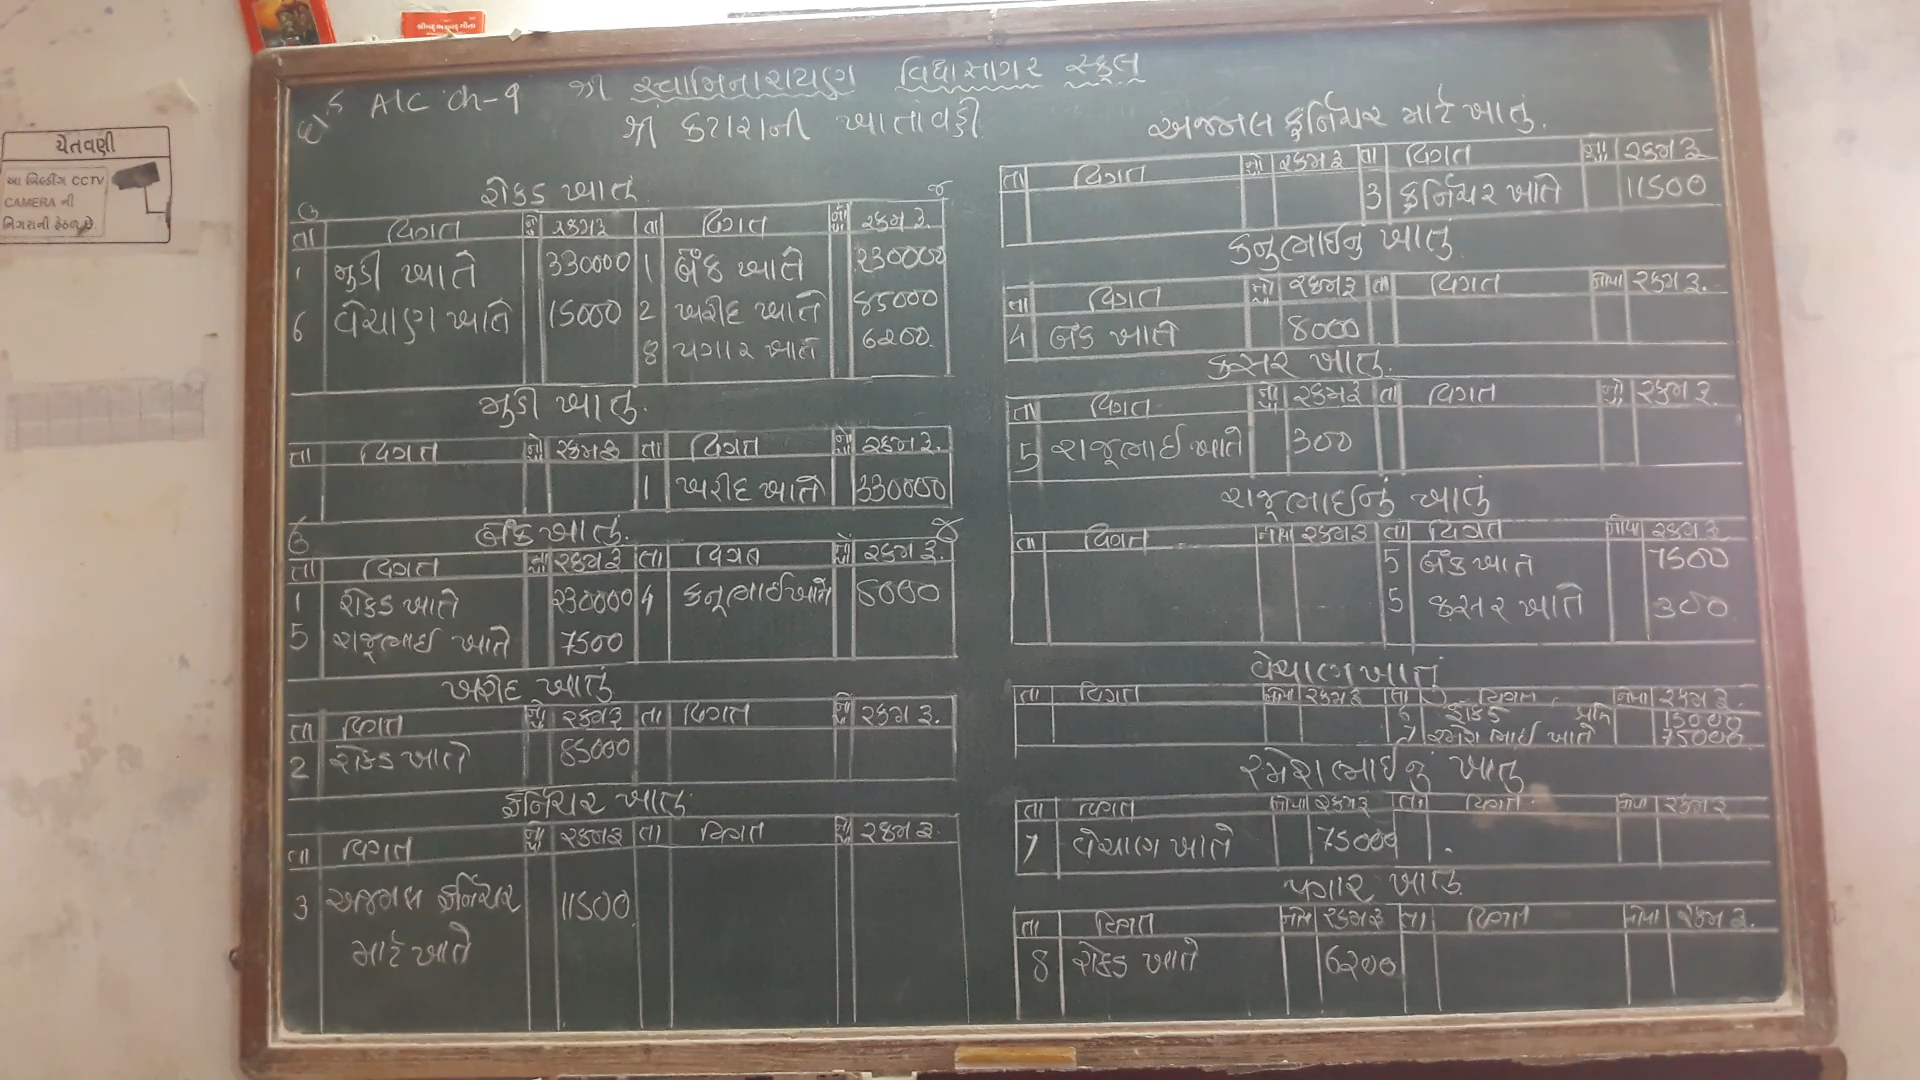 દા. ક A/C Ch-9 શ્રી સ્વામિનારાયણ વિદ્યાસાગર સ્કૂલ
શ્રી કટારાની ખાતાવહી
શ્રીમદ્ ભગવદ્ ગીતા
ચેતવણી
આ બિલ્ડીંગ CCTV
CAMERA ની
નિગરાની હેઠળ છે.
રોકડ ખાતું
ઉ જ
તા વિગત નો પા રકમ રૂ તા વિગત નો પા રકમ રૂ.
1 મુડી ખાતે 330000 1 બેંક ખાતે 230000
6 વેચાણ ખાતે 15000 2 ખરીદ ખાતે 85000
8 પગાર ખાતે 6200
મુડી ખાતું.
તા વિગત નો પા રકમ રૂ તા વિગત નો પા રકમ રૂ.
1 ખરીદ ખાતે 330000
બેંક ખાતું.
ઉ જ
તા વિગત નો પા રકમ રૂ તા વિગત નો પા રકમ રૂ.
1 રોકડ ખાતે 230000 4 કનૂભાઈ ખાતે 8000
5 રાજૂભાઈ ખાતે 7500
ખરીદ ખાતું
તા વિગત નો પા રકમ રૂ તા વિગત નો પા રકમ રૂ.
2 રોકડ ખાતે 85000
ફર્નિચર ખાતું
તા વિગત નો પા રકમ રૂ તા વિગત નો પા રકમ રૂ.
3 અજમલ ફર્નિચર 11500
માર્ટ ખાતે
અજમલ ફર્નિચર માર્ટ ખાતું.
તા વિગત નો પા રકમ રૂ તા વિગત નો પા રકમ રૂ
3 ફર્નિચર ખાતે 11500
કનુભાઈનું ખાતું
તા વિગત નો પા રકમ રૂ તા વિગત નોપા રકમ રૂ.
4 બેંક ખાતે 8000
કસર ખાતું.
તા વિગત નો પા રકમ રૂ તા વિગત નો પા રકમ રૂ.
5 રાજૂભાઈ ખાતે 300
રાજૂભાઈનું ખાતું
તા વિગત નોપા રકમ રૂ તા વિગત નોપા રકમ રૂ.
5 બેંક ખાતે 7500
5 કસર ખાતે 300
વેચાણ ખાતું
તા વિગત નોપા રકમ રૂ તા વિગત નોપા રકમ રૂ.
6 રોકડ 15000
7 રમેશભાઈ ખાતે 75000
રમેશભાઈનું ખાતું
તા વિગત નોપા રકમ રૂ તા. વિગત નોપા રકમ રૂ
7 વેચાણ ખાતે 75000
પગાર ખાતું.
તા વિગત નોપા રકમ રૂ તા વિગત નોપા રકમ રૂ.
8 રોકડ ખાતે 6200